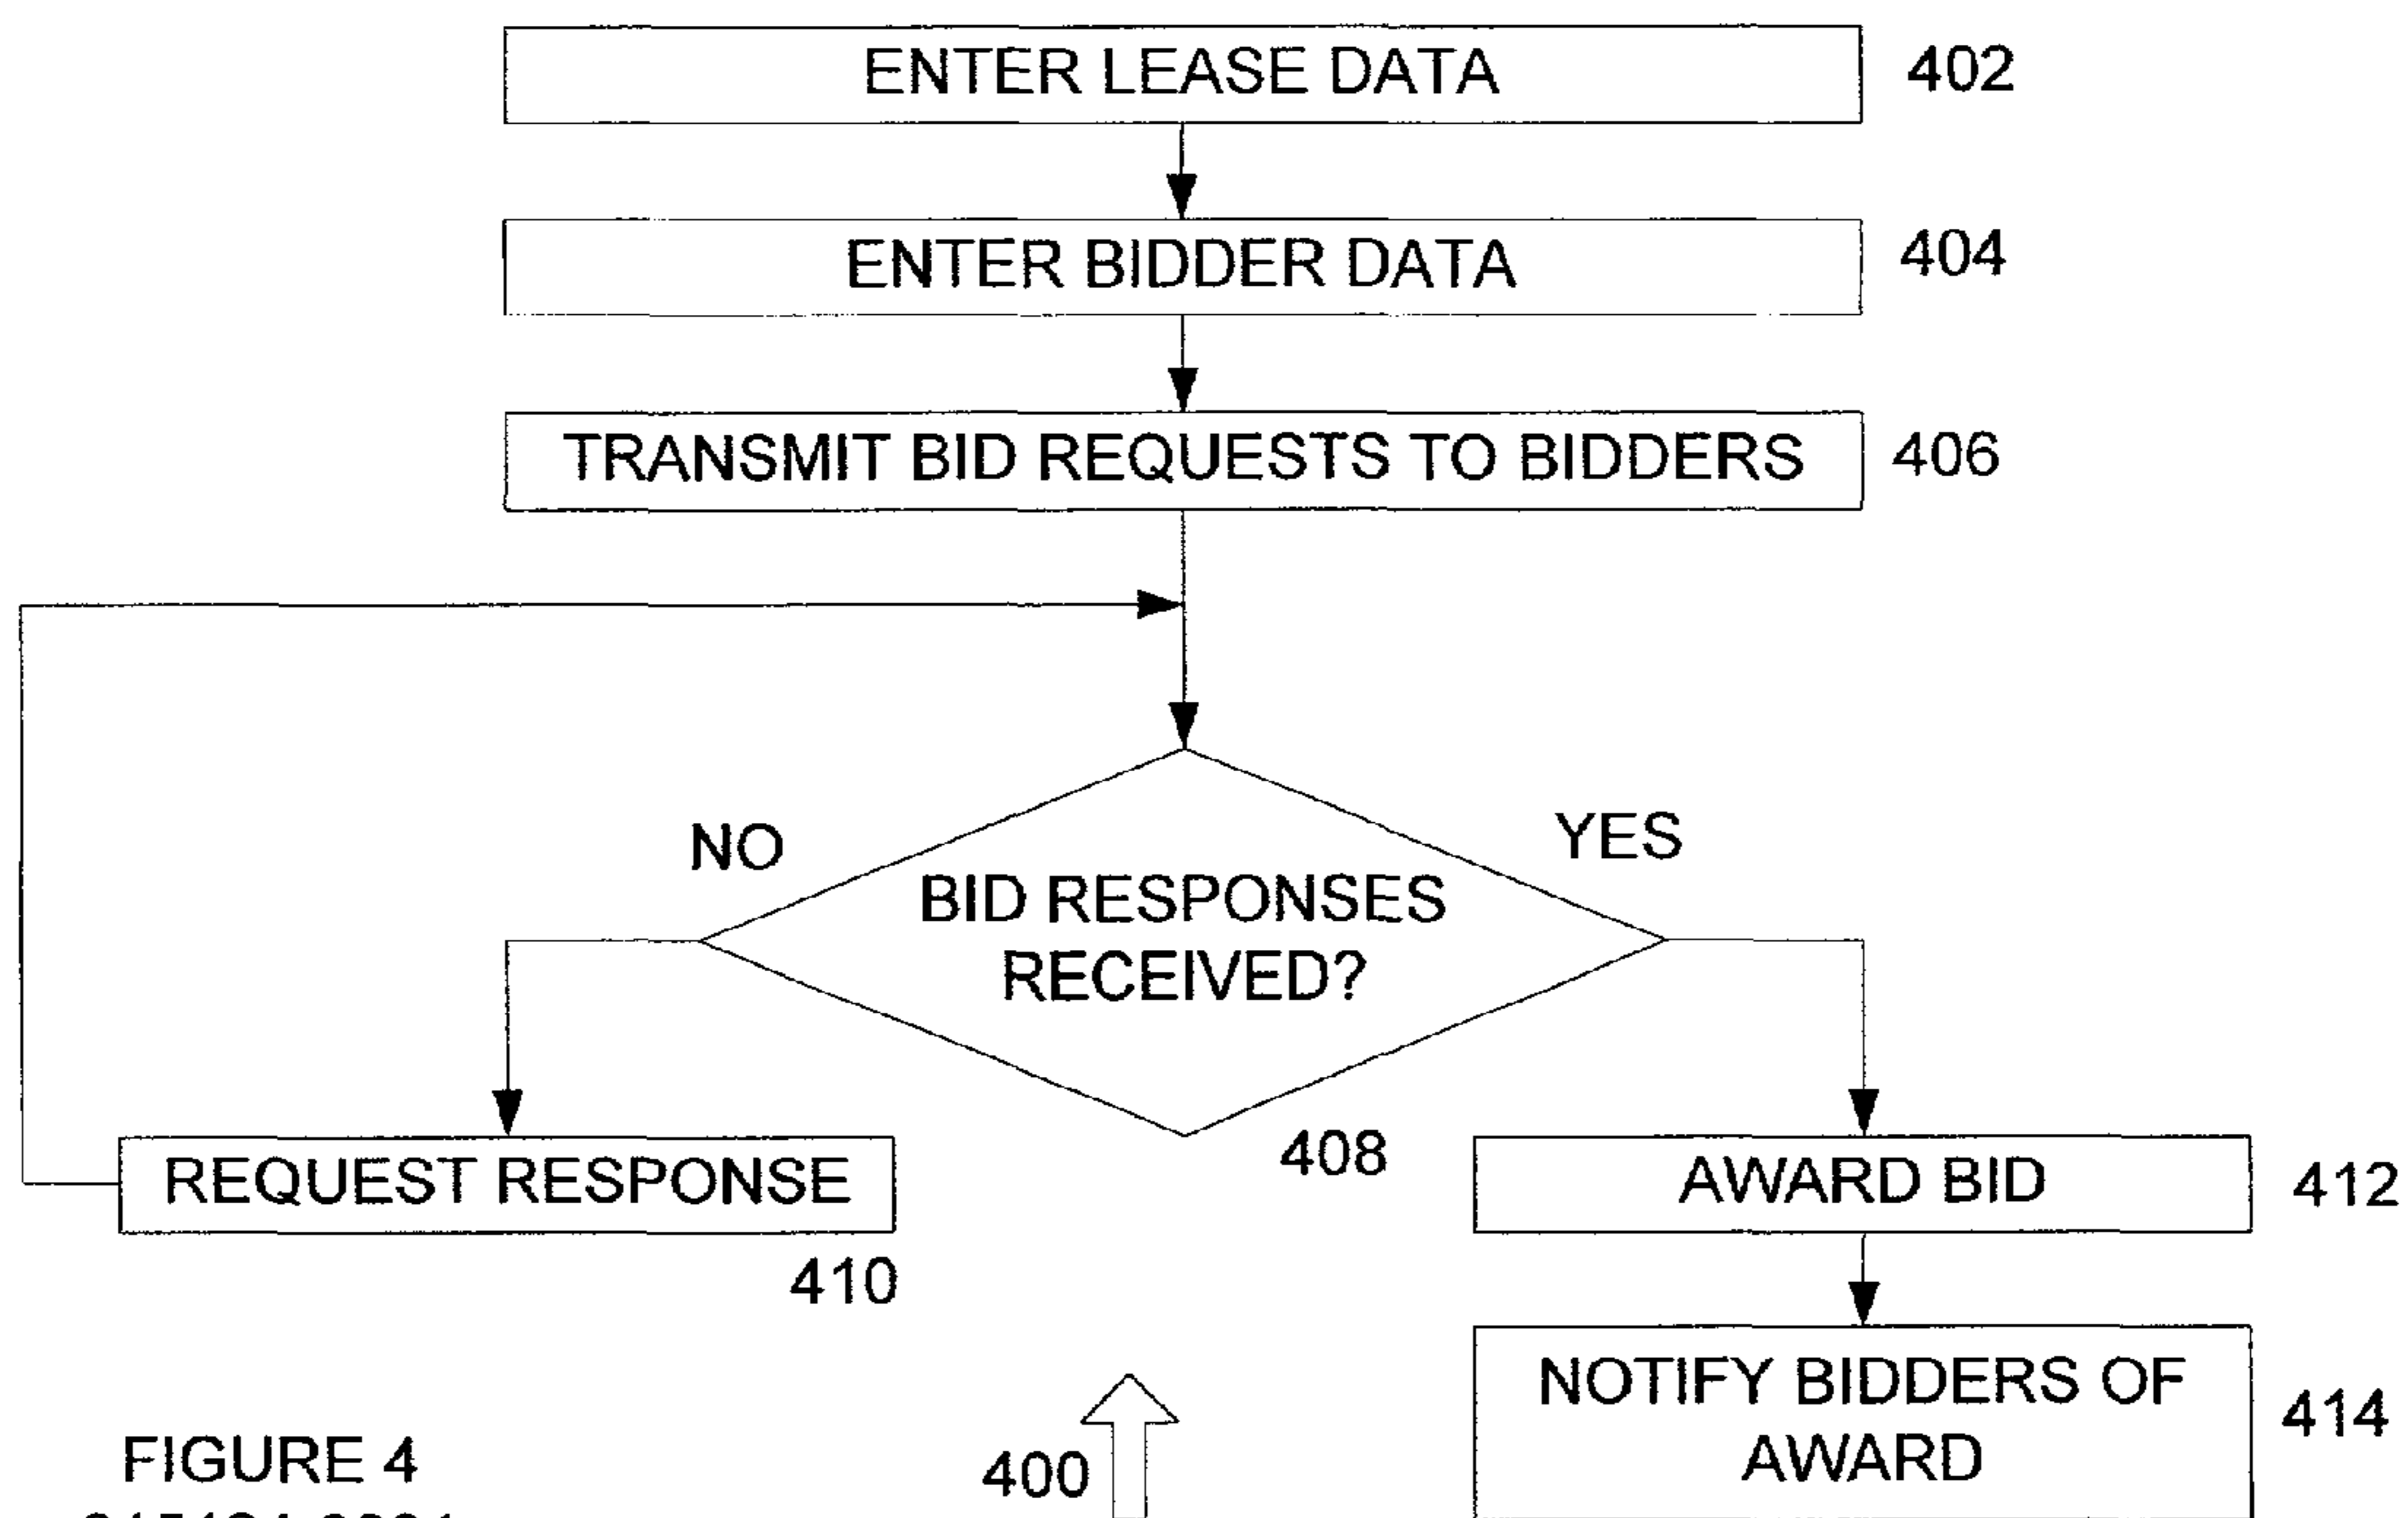 ENTER LEASE DATA
402
ENTER BIDDER DATA
404
TRANSMIT BID REQUESTS TO BIDDERS
406
NO
YES
BID RESPONSES
RECEIVED?
408
REQUEST RESPONSE
410
AWARD BID
412
NOTIFY BIDDERS OF
AWARD
414
FIGURE 4
400